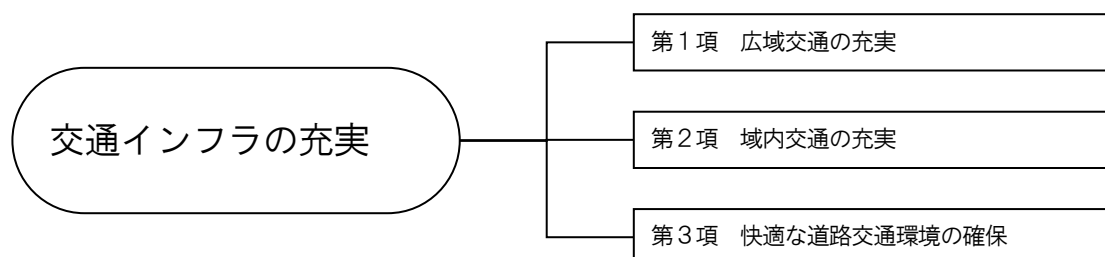 交通インフラの充実
第１項　広域交通の充実
第２項　域内交通の充実
第３項　快適な道路交通環境の確保